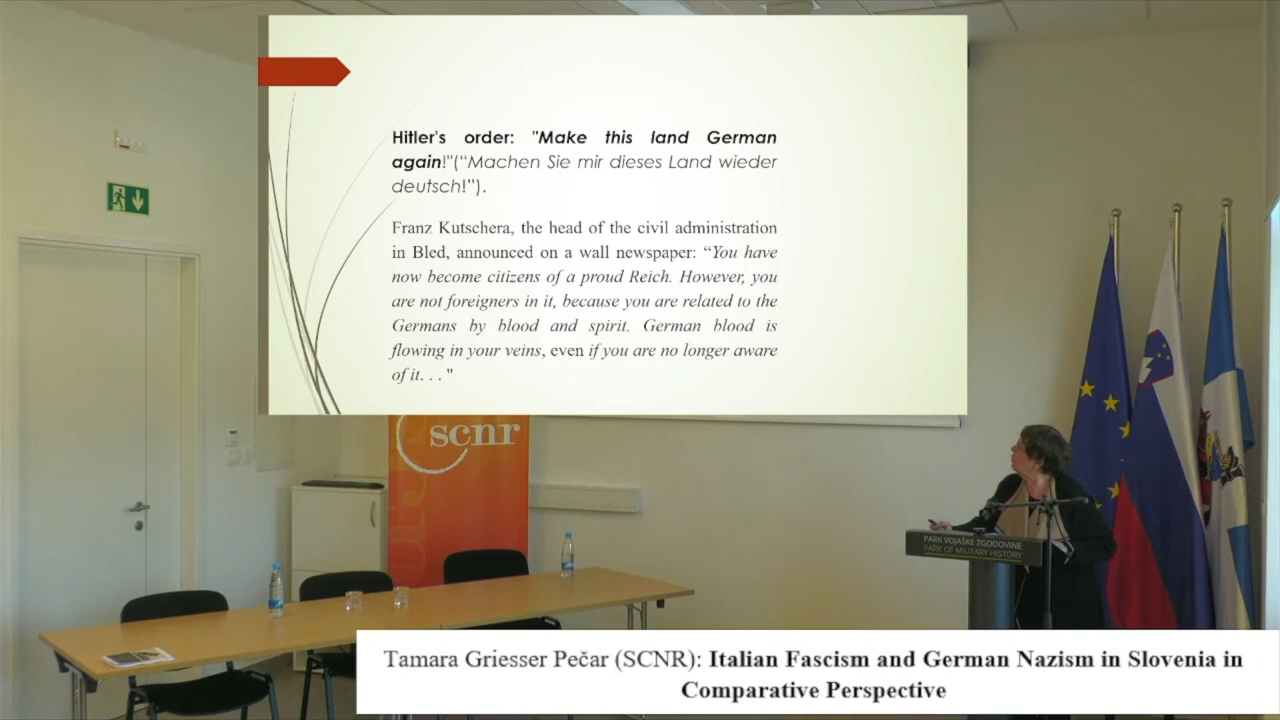 Hitler's order: "Make this land German
again!"(“Machen Sie mir dieses Land wieder
deutsch!”).
Franz Kutschera, the head of the civil administration
in Bled, announced on a wall newspaper: “You have
now become citizens of a proud Reich. However, you
are not foreigners in it, because you are related to the
Germans by blood and spirit. German blood is
flowing in your veins, even if you are no longer aware
of it. . . "
scnr
PARK VOJAŠKE ZGODOVINE
PARK OF MILITARY HISTORY
Tamara Griesser Pečar (SCNR): Italian Fascism and German Nazism in Slovenia in
Comparative Perspective